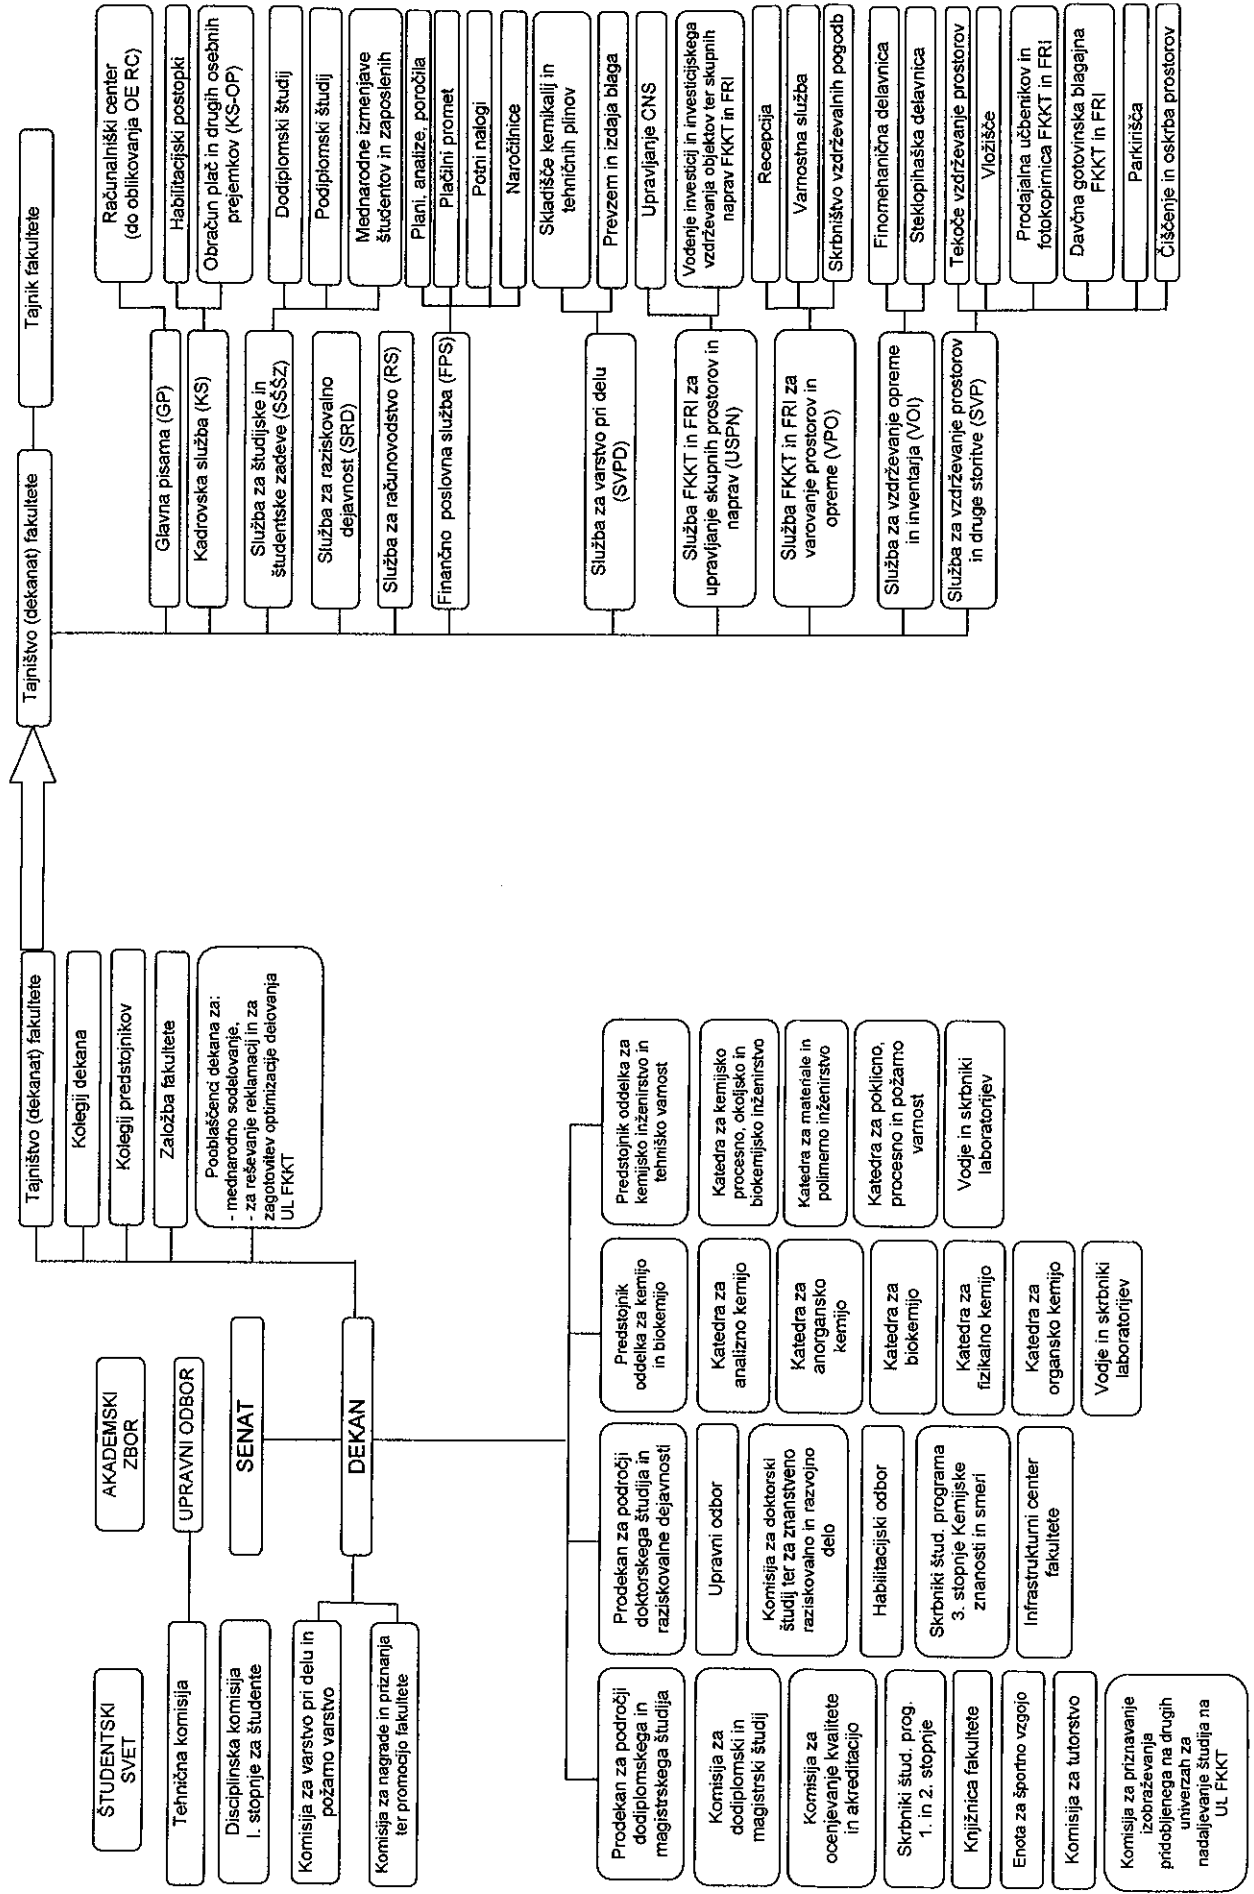 ŠTUDENTSKI
SVET
AKADEMSKI
ZBOR
Tehnična komisija
UPRAVNI ODBOR
Disciplinska komisija
I. stopnje za študente
SENAT
Komisija za varstvo pri delu in
požarno varstvo
DEKAN
Komisija za nagrade in priznanja
ter promocijo fakultete
Tajništvo (dekanat) fakultete
Kolegij dekana
Kolegij predstojnikov
Založba fakultete
Pooblaščenci dekana za:
- mednarodno sodelovanje,
- za reševanje reklamacij in za
zagotovitev optimizacije delovanja
UL FKKT
Prodekan za področji
dodiplomskega in
magistrskega študija
Komisija za
dodiplomski in
magistrski študij
Komisija za
ocenjevanje kvalitete
in akreditacijo
Skrbniki štud. prog.
1. in 2. stopnje
Knjižnica fakultete
Enota za športno vzgojo
Komisija za tutorstvo
Komisija za priznavanje
izobraževanja
pridobljenega na drugih
univerzah za
nadaljevanje študija na
UL FKKT
Prodekan za področji
doktorskega študija in
raziskovalne dejavnosti
Upravni odbor
Komisija za doktorski
študij ter za znanstveno
raziskovalno in razvojno
delo
Habilitacijski odbor
Skrbniki štud. programa
3. stopnje Kemijske
znanosti in smeri
Infrastrukturni center
fakultete
Predstojnik
oddelka za kemijo
in biokemijo
Katedra za
analizno kemijo
Katedra za
anorgansko
kemijo
Katedra za
biokemijo
Katedra za
fizikalno kemijo
Katedra za
organsko kemijo
Vodje in skrbniki
laboratorijev
Predstojnik oddelka za
kemijsko inženirstvo in
tehniško varnost
Katedra za kemijsko
procesno, okoljsko in
biokemijsko inženirstvo
Katedra za materiale in
polimerno inženirstvo
Katedra za poklicno,
procesno in požarno
varnost
Vodje in skrbniki
laboratorijev
Tajništvo (dekanat) fakultete
Tajnik fakultete
Glavna pisarna (GP)
Računalniški center
(do oblikovanja OE RC)
Kadrovska služba (KS)
Habilitacijski postopki
Obračun plač in drugih osebnih
prejemkov (KS-OP)
Služba za študijske in
študentske zadeve (SŠŠZ)
Dodiplomski študij
Podiplomski študij
Mednarodne izmenjave
študentov in zaposlenih
Služba za raziskovalno
dejavnost (SRD)
Služba za računovodstvo (RS)
Finančno poslovna služba (FPS)
Plani, analize, poročila
Plačilni promet
Potni nalogi
Naročilnice
Služba za varstvo pri delu
(SVPD)
Skladišče kemikalij in
tehničnih plinov
Prevzem in izdaja blaga
Služba FKKT in FRI za
upravljanje skupnih prostorov in
naprav (USPN)
Upravljanje CNS
Vodenje investicij in investicijskega
vzdrževanja objektov ter skupnih
naprav FKKT in FRI
Služba FKKT in FRI za
varovanje prostorov in
opreme (VPO)
Recepcija
Varnostna služba
Skrbništvo vzdrževalnih pogodb
Služba za vzdrževanje opreme
in inventarja (VOI)
Finomehanična delavnica
Steklopihaška delavnica
Služba za vzdrževanje prostorov
in druge storitve (SVP)
Tekoče vzdrževanje prostorov
Vložišče
Prodajalna učbenikov in
fotokopirnica FKKT in FRI
Davčna gotovinska blagajna
FKKT in FRI
Parkirišča
Čiščenje in oskrba prostorov